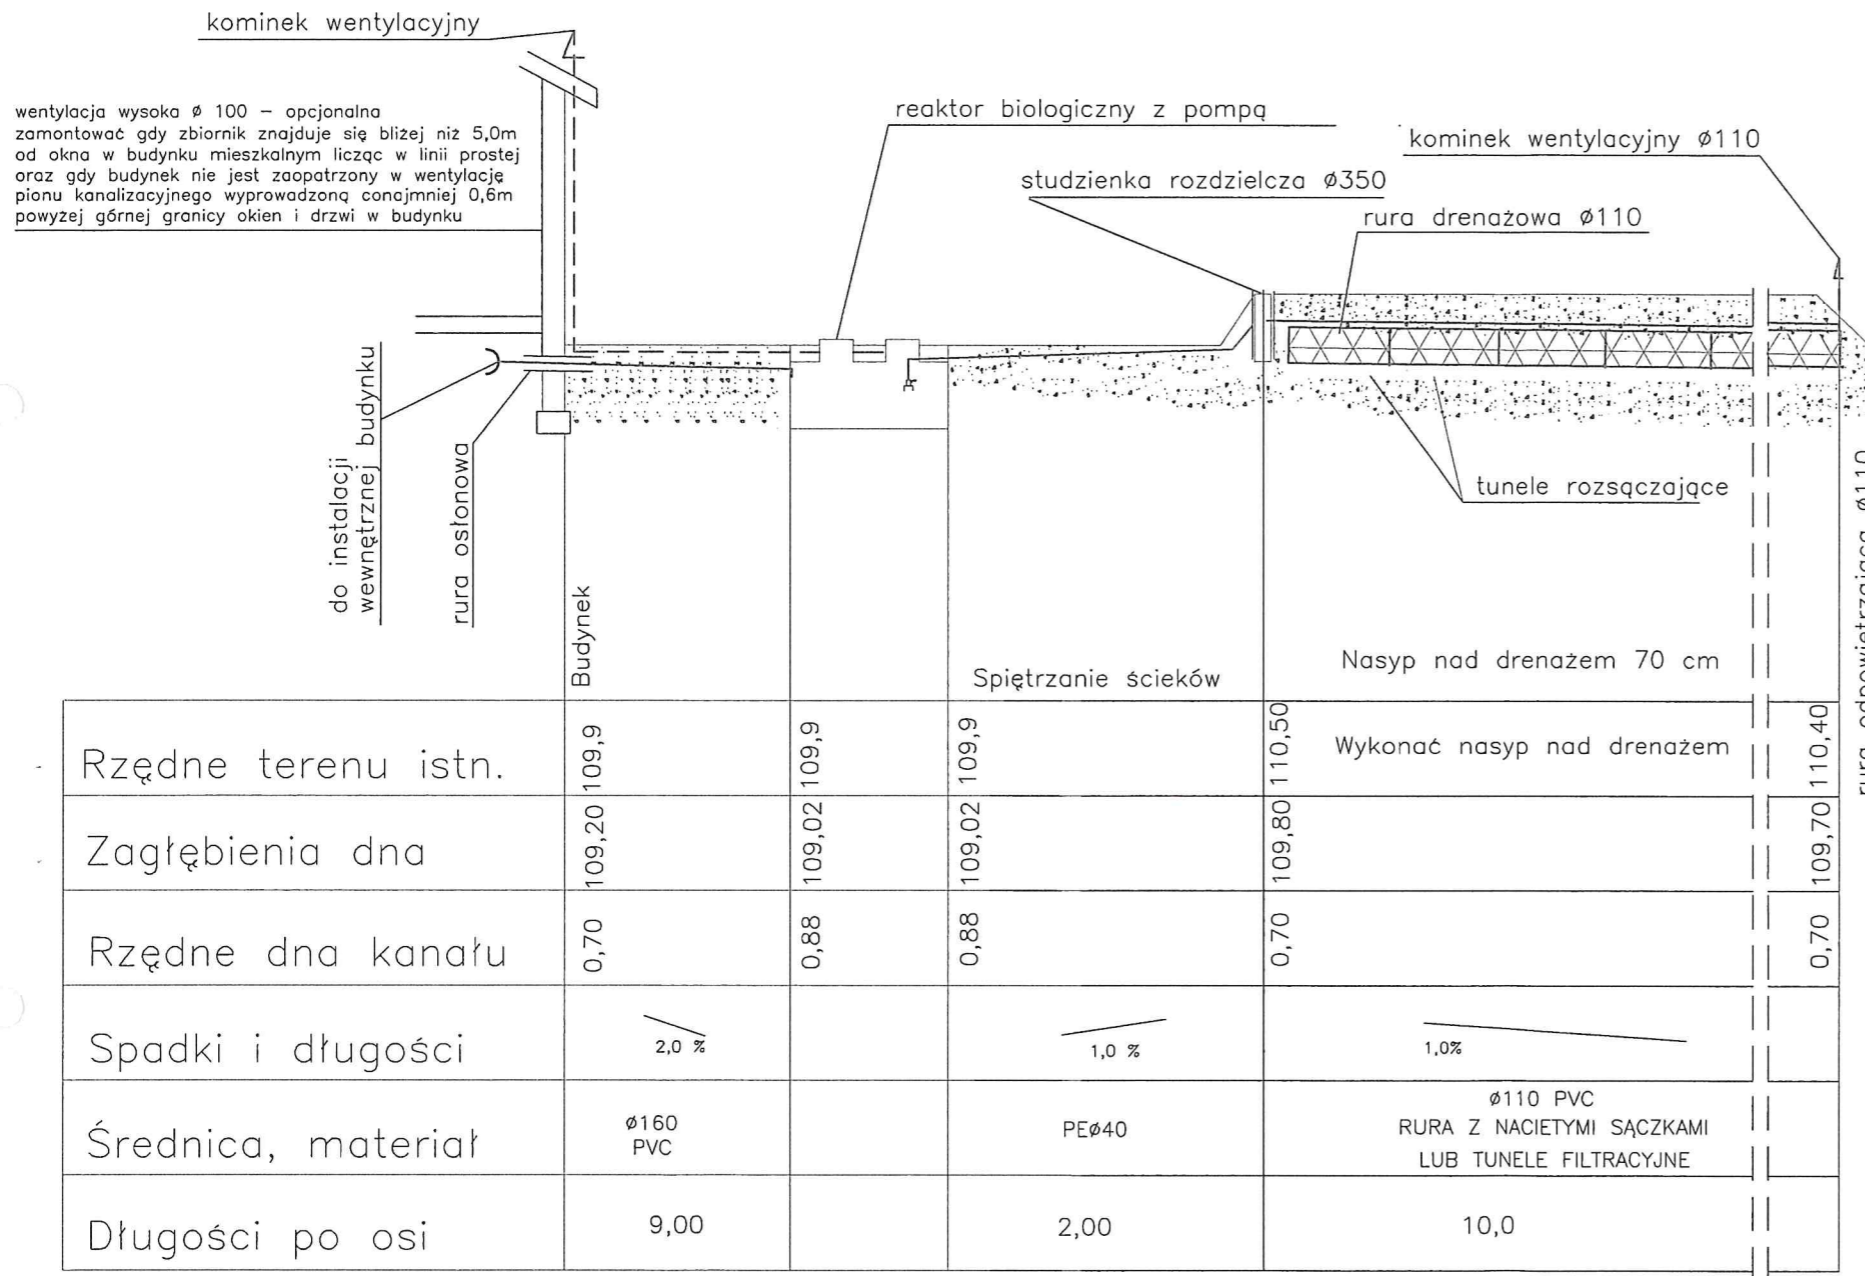 kominek wentylacyjny
wentylacja wysoka ø 100 – opcjonalna
zamontować gdy zbiornik znajduje się bliżej niż 5,0m
od okna w budynku mieszkalnym licząc w linii prostej
oraz gdy budynek nie jest zaopatrzony w wentylację
pionu kanalizacyjnego wyprowadzoną conajmniej 0,6m
powyżej górnej granicy okien i drzwi w budynku
reaktor biologiczny z pompą
kominek wentylacyjny ø110
studzienka rozdzielcza ø350
rura drenażowa ø110
do instalacji
wewnętrznej budynku
rura osłonowa
tunele rozsączające
rura odpowietrzająca ø110
Budynek
Spiętrzanie ścieków
Nasyp nad drenażem 70 cm
Rzędne terenu istn.
109,9
109,9
109,9
110,50
Wykonać nasyp nad drenażem
110,40
Zagłębienia dna
109,20
109,02
109,02
109,80
109,70
Rzędne dna kanału
0,70
0,88
0,88
0,70
0,70
Spadki i długości
2,0 %
1,0 %
1,0%
Średnica, materiał
ø160
PVC
PEø40
ø110 PVC
RURA Z NACIETYMI SĄCZKAMI
LUB TUNELE FILTRACYJNE
Długości po osi
9,00
2,00
10,0